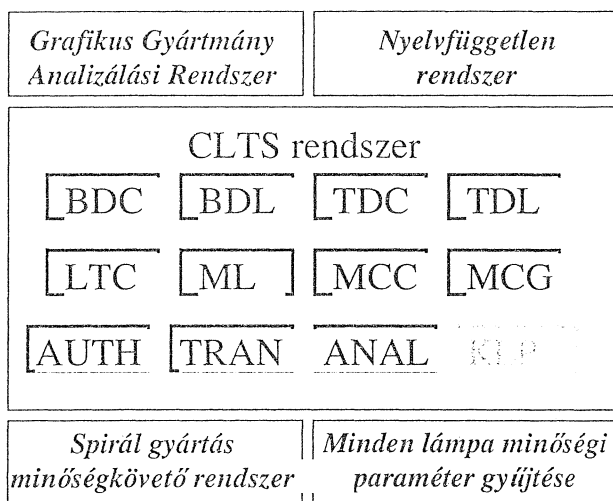 Grafikus Gyártmány
Analizálási Rendszer
Nyelvfüggetlen
rendszer
CLTS rendszer
BDC BDL TDC TDL
LTC ML MCC MCG
AUTH TRAN ANAL KLP
Spirál gyártás
minőségkövető rendszer
Minden lámpa minőségi
paraméter gyűjtése